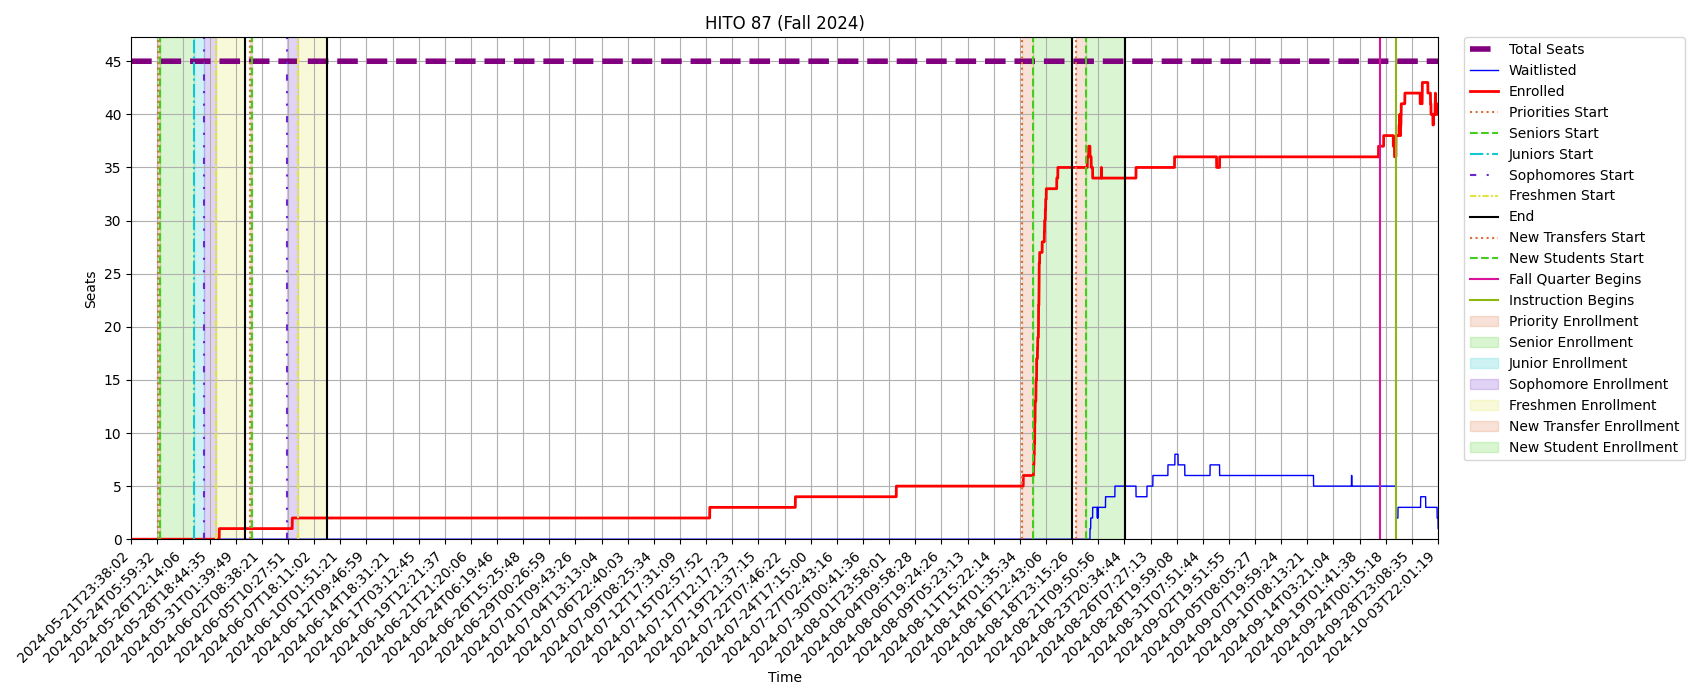 HITO 87 (Fall 2024)
Seats
45
40
35
30
25
20
15
10
5
0
2024-05-21T23:38:02
2024-05-24T05:59:32
2024-05-26T12:14:06
2024-05-28T18:44:35
2024-05-31T01:39:49
2024-06-02T08:38:21
2024-06-05T10:27:51
2024-06-07T18:11:02
2024-06-10T01:51:21
2024-06-12T09:46:59
2024-06-14T18:31:21
2024-06-17T03:12:45
2024-06-19T12:21:37
2024-06-21T21:20:06
2024-06-24T06:19:46
2024-06-26T15:25:48
2024-06-29T00:26:59
2024-07-01T09:43:26
2024-07-04T13:13:04
2024-07-06T22:40:03
2024-07-09T08:25:34
2024-07-12T17:31:09
2024-07-15T02:57:52
2024-07-17T12:17:23
2024-07-19T21:37:15
2024-07-22T07:46:22
2024-07-24T17:15:00
2024-07-27T02:43:16
2024-07-30T00:41:36
2024-08-01T23:58:01
2024-08-04T09:58:28
2024-08-06T19:24:26
2024-08-09T05:23:13
2024-08-11T15:22:14
2024-08-14T01:35:34
2024-08-16T12:43:06
2024-08-18T23:15:26
2024-08-21T09:50:56
2024-08-23T20:34:44
2024-08-26T07:27:13
2024-08-28T19:59:08
2024-08-31T07:51:44
2024-09-02T19:51:55
2024-09-05T08:05:27
2024-09-07T19:59:24
2024-09-10T08:13:21
2024-09-14T03:21:04
2024-09-19T01:41:38
2024-09-24T00:15:18
2024-09-28T23:08:35
2024-10-03T22:01:19
Time
Total Seats
Waitlisted
Enrolled
Priorities Start
Seniors Start
Juniors Start
Sophomores Start
Freshmen Start
End
New Transfers Start
New Students Start
Fall Quarter Begins
Instruction Begins
Priority Enrollment
Senior Enrollment
Junior Enrollment
Sophomore Enrollment
Freshmen Enrollment
New Transfer Enrollment
New Student Enrollment